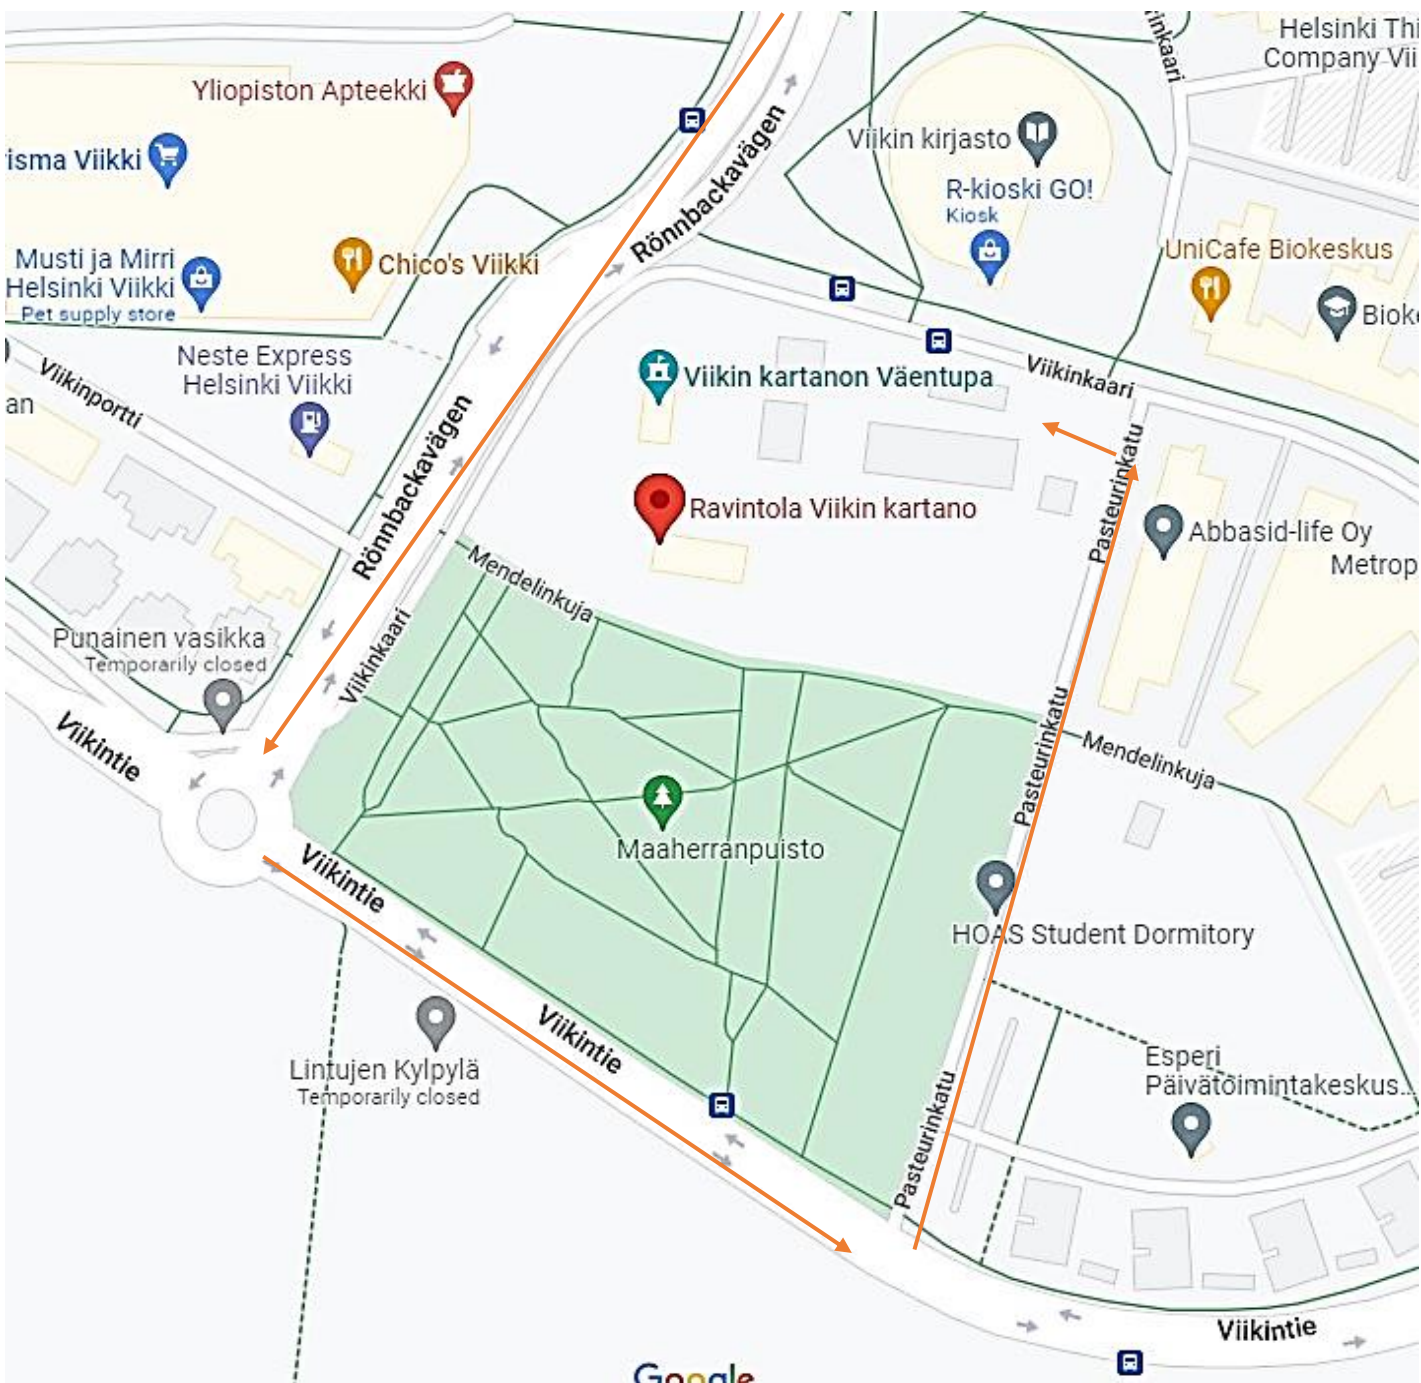 Helsinki Thi
Company Vii
Yliopiston Apteekki
Viikin kirjasto
risma Viikki
R-kioski GO!
Kiosk
Rönnbackavägen
UniCafe Biokeskus
Musti ja Mirri
Helsinki Viikki
Pet supply store
Chico's Viikki
Bioke
Neste Express
Helsinki Viikki
Viikinportti
an
Viikin kartanon Väentupa
Viikinkaari
Rönnbackavägen
Pasteurinkatu
Ravintola Viikin kartano
Abbasid-life Oy
Metrop
Mendelinkuja
Punainen vasikka
Temporarily closed
Viikinkaari
Viikintie
Pasteurinkatu
Mendelinkuja
Maaherranpuisto
Viikintie
HOAS Student Dormitory
Viikintie
Lintujen Kylpylä
Temporarily closed
Esperi
Päivätoimintakeskus...
Pasteurinkatu
Viikintie
Google